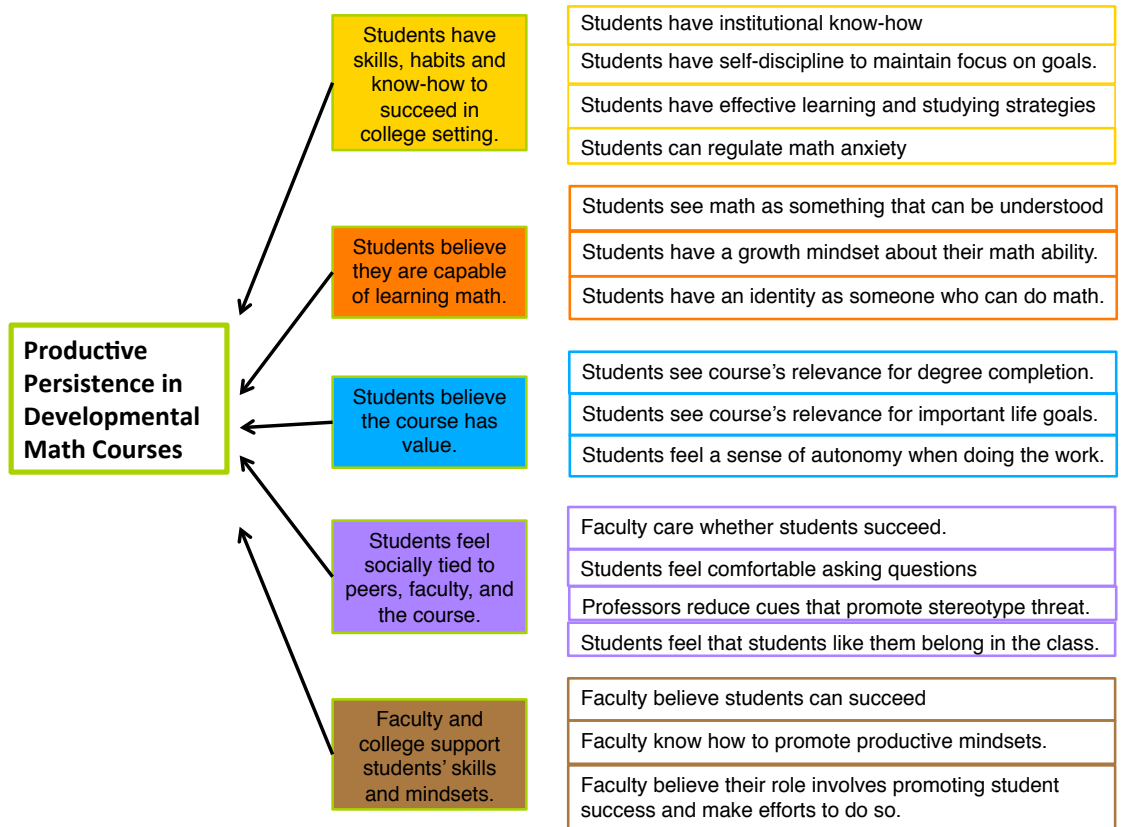 Students have
skills, habits and
know-how to
succeed in
college setting.
Students have institutional know-how
Students have self-discipline to maintain focus on goals.
Students have effective learning and studying strategies
Students can regulate math anxiety
Students believe
they are capable
of learning math.
Students see math as something that can be understood
Students have a growth mindset about their math ability.
Students have an identity as someone who can do math.
Productive
Persistence in
Developmental
Math Courses
Students believe
the course has
value.
Students see course’s relevance for degree completion.
Students see course’s relevance for important life goals.
Students feel a sense of autonomy when doing the work.
Students feel
socially tied to
peers, faculty, and
the course.
Faculty care whether students succeed.
Students feel comfortable asking questions
Professors reduce cues that promote stereotype threat.
Students feel that students like them belong in the class.
Faculty and
college support
students’ skills
and mindsets.
Faculty believe students can succeed
Faculty know how to promote productive mindsets.
Faculty believe their role involves promoting student
success and make efforts to do so.